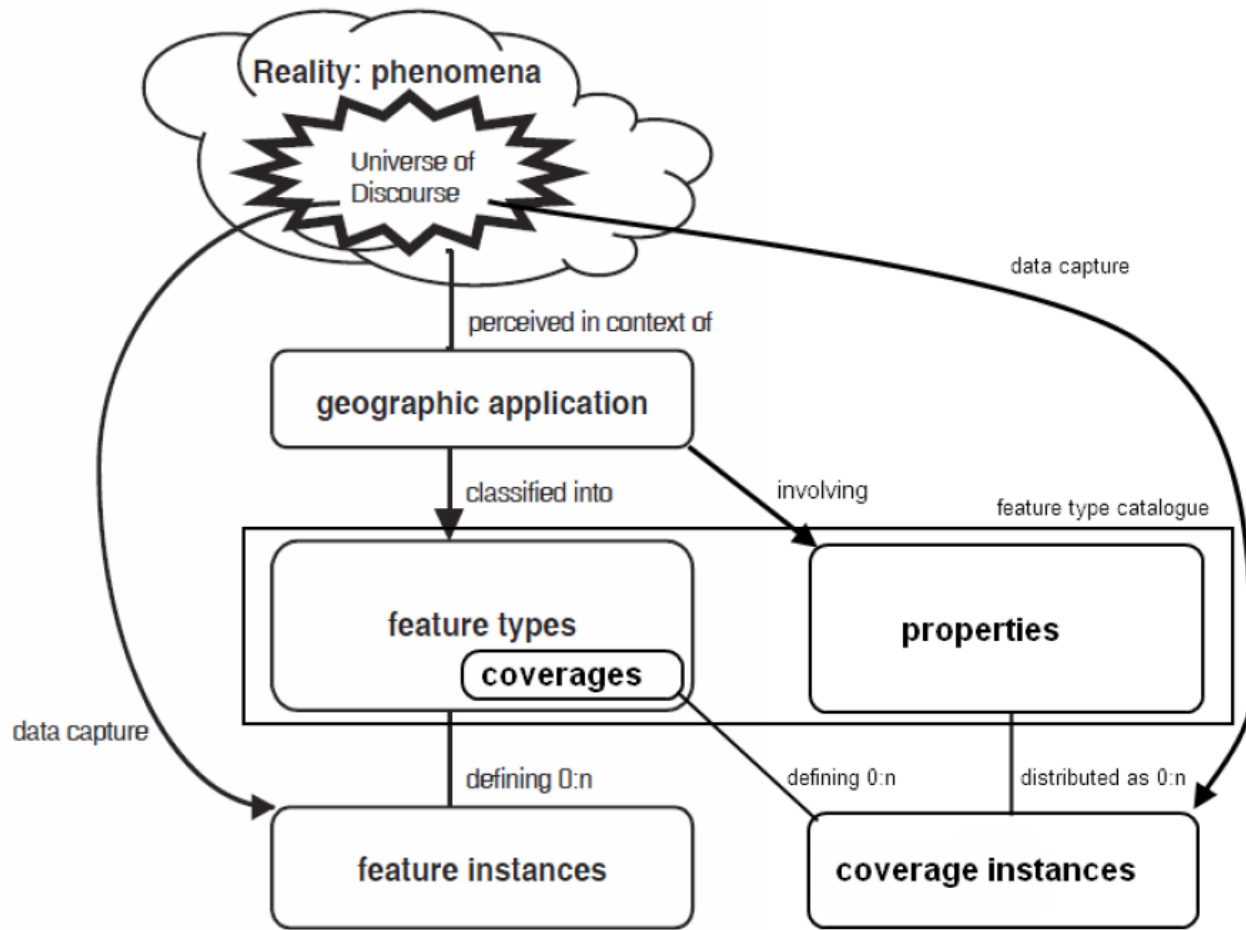 Reality: phenomena
Universe of
Discourse
data capture
perceived in context of
geographic application
classified into
involving
feature type catalogue
feature types
properties
coverages
data capture
defining 0:n
defining 0:n
distributed as 0:n
feature instances
coverage instances